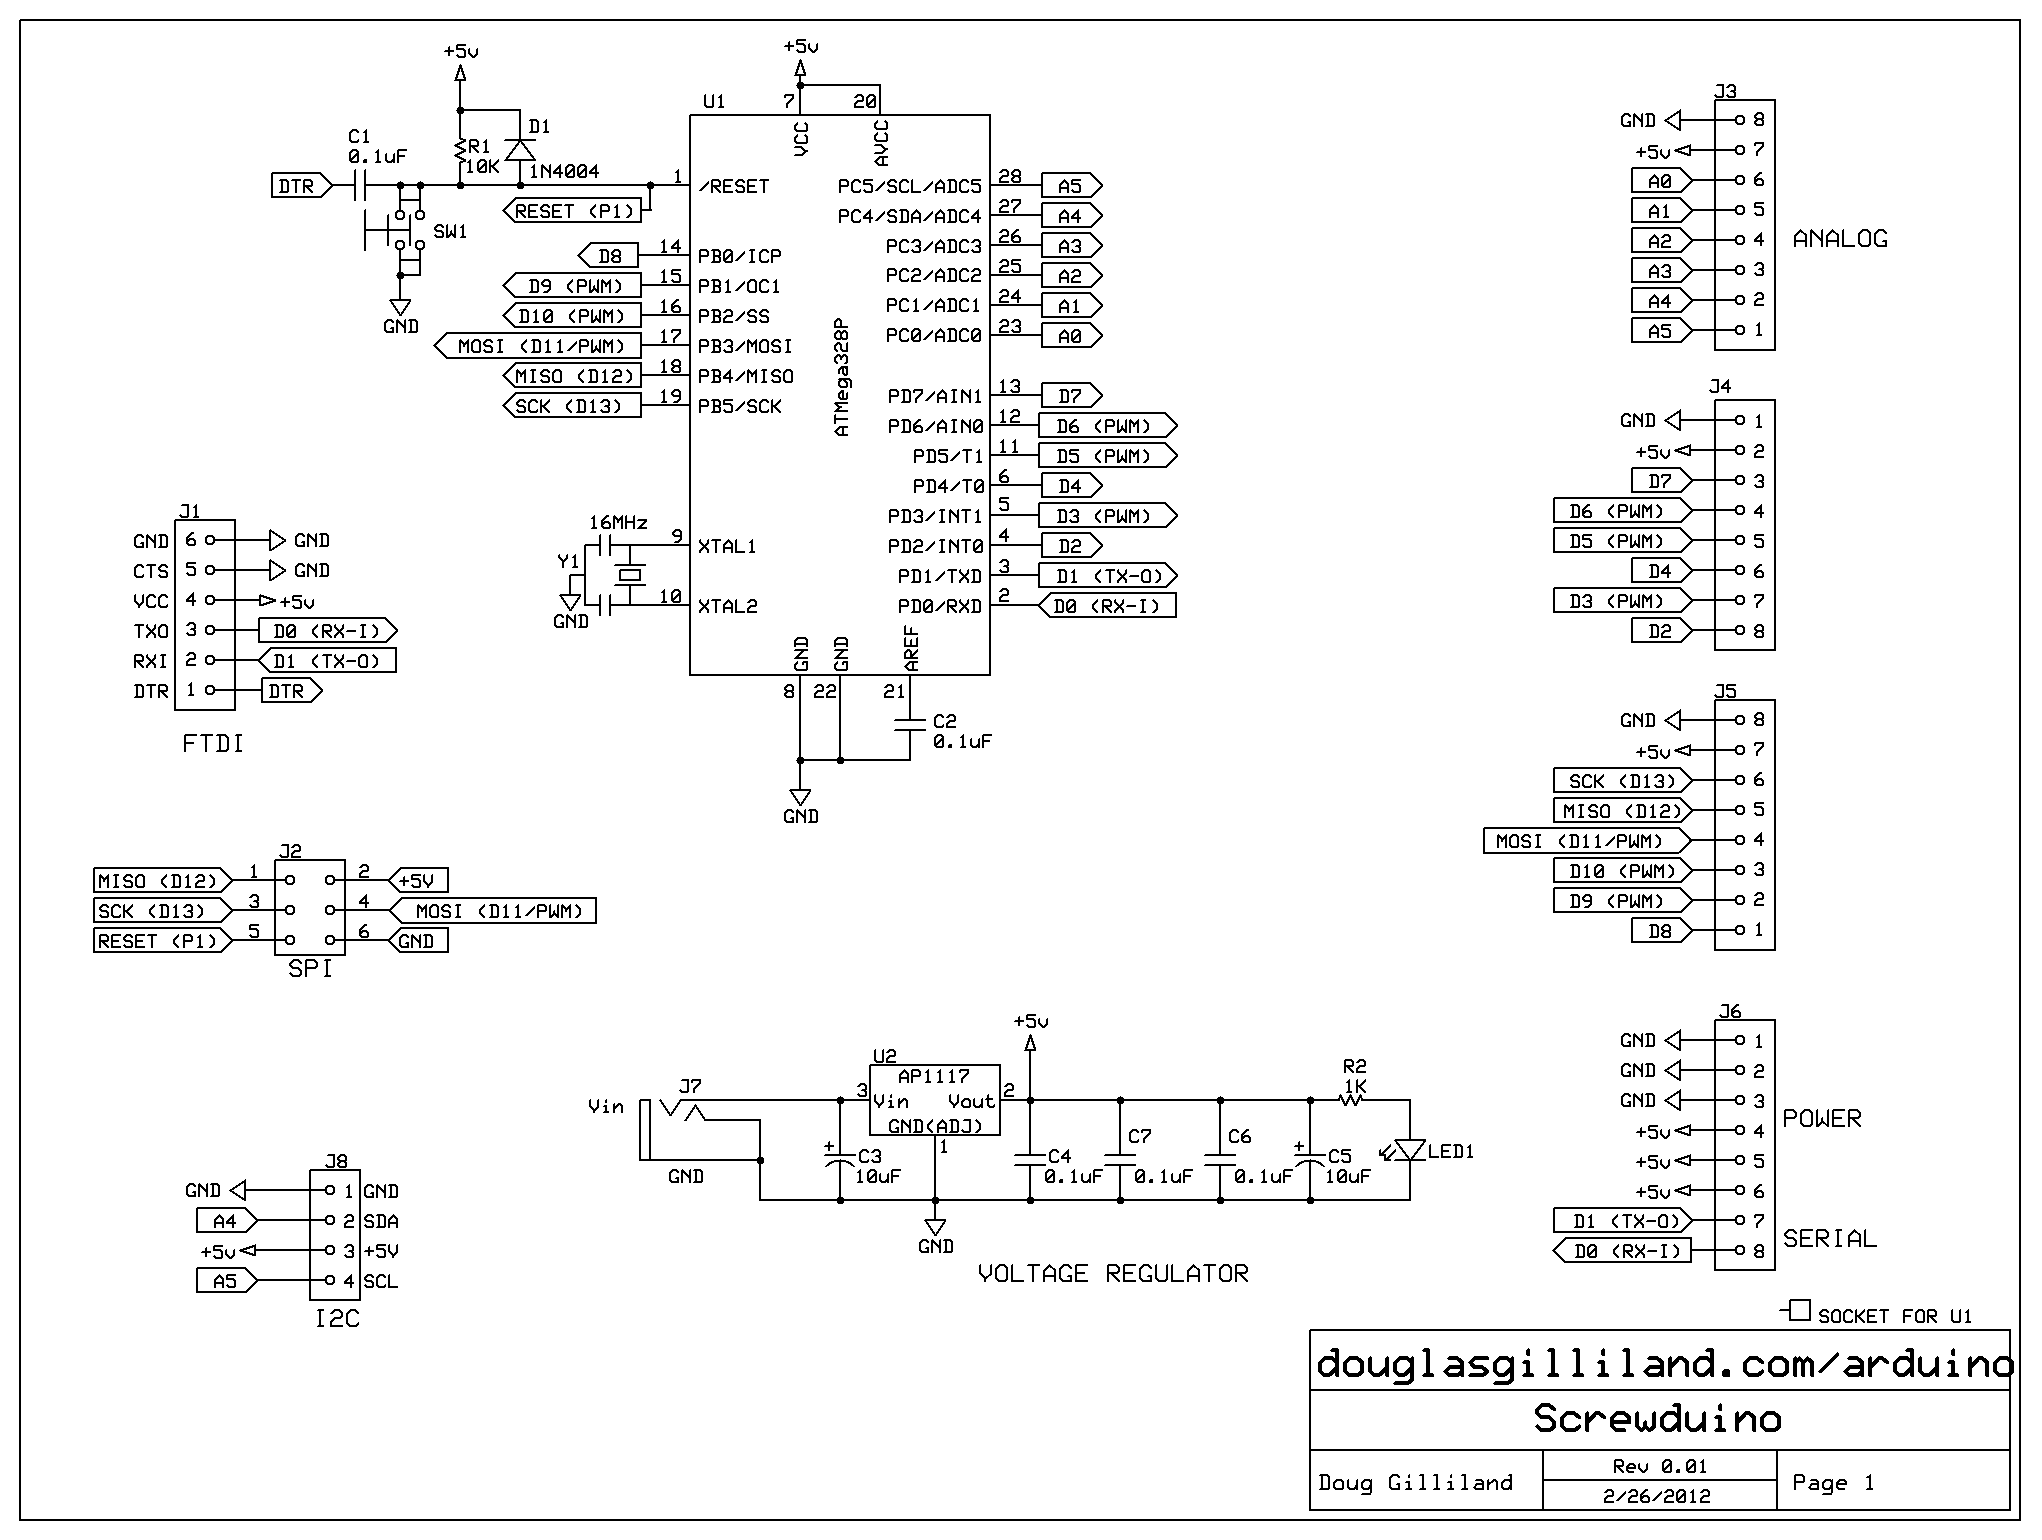 +5v
C1
0.1uF
DTR
R1
10K
D1
1N4004
SW1
GND
RESET (P1)
D8
D9 (PWM)
D10 (PWM)
MOSI (D11/PWM)
MISO (D12)
SCK (D13)
+5v
U1
7
VCC
20
AVCC
1 /RESET
14 PB0/ICP
15 PB1/OC1
16 PB2/SS
17 PB3/MOSI
18 PB4/MISO
19 PB5/SCK
9 XTAL1
10 XTAL2
ATMega328P
16MHz
Y1
GND
PC5/SCL/ADC5 28 A5
PC4/SDA/ADC4 27 A4
PC3/ADC3 26 A3
PC2/ADC2 25 A2
PC1/ADC1 24 A1
PC0/ADC0 23 A0
PD7/AIN1 13 D7
PD6/AIN0 12 D6 (PWM)
PD5/T1 11 D5 (PWM)
PD4/T0 6 D4
PD3/INT1 5 D3 (PWM)
PD2/INT0 4 D2
PD1/TXD 3 D1 (TX-O)
PD0/RXD 2 D0 (RX-I)
GND
GND
AREF
8 22 21
C2
0.1uF
GND
J1
GND 6 GND
CTS 5 GND
VCC 4 +5v
TXO 3 D0 (RX-I)
RXI 2 D1 (TX-O)
DTR 1 DTR
FTDI
J2
MISO (D12) 1 2 +5V
SCK (D13) 3 4 MOSI (D11/PWM)
RESET (P1) 5 6 GND
SPI
J8
GND 1 GND
A4 2 SDA
+5v 3 +5V
A5 4 SCL
I2C
Vin
J7
GND
U2
AP1117
3 Vin Vout 2
GND(ADJ)
1
+5v
C3
10uF
C4
0.1uF
C7
0.1uF
C6
0.1uF
C5
10uF
+
+
R2
1K
LED1
GND
VOLTAGE REGULATOR
J3
GND 8
+5v 7
A0 6
A1 5
A2 4
A3 3
A4 2
A5 1
ANALOG
J4
GND 1
+5v 2
D7 3
D6 (PWM) 4
D5 (PWM) 5
D4 6
D3 (PWM) 7
D2 8
J5
GND 8
+5v 7
SCK (D13) 6
MISO (D12) 5
MOSI (D11/PWM) 4
D10 (PWM) 3
D9 (PWM) 2
D8 1
J6
GND 1
GND 2
GND 3
+5v 4
+5v 5
+5v 6
D1 (TX-O) 7
D0 (RX-I) 8
POWER
SERIAL
SOCKET FOR U1
douglasgilliland.com/arduino
Screwduino
Doug Gilliland
Rev 0.01
2/26/2012
Page 1